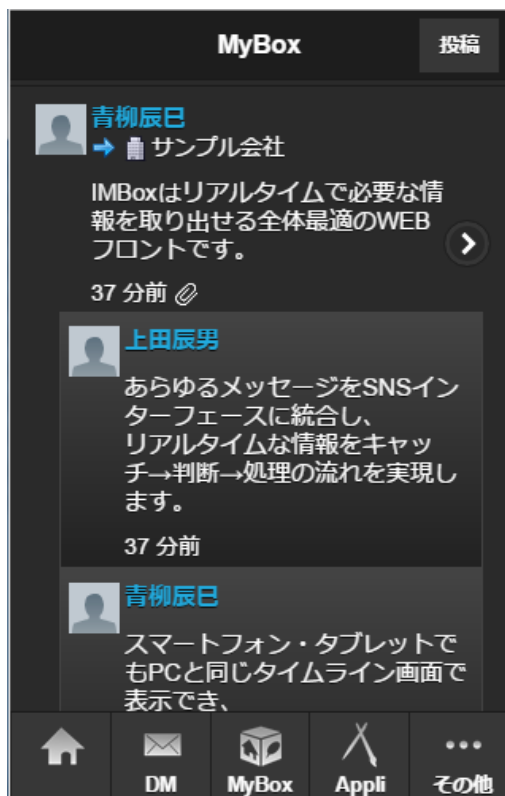 MyBox
投稿
青柳辰巳
サンプル会社
IMBoxはリアルタイムで必要な情
報を取り出せる全体最適のWEB
フロントです。
37 分前
上田辰男
あらゆるメッセージをSNSイン
ターフェースに統合し、
リアルタイムな情報をキャッ
チ→判断→処理の流れを実現し
ます。
37 分前
青柳辰巳
スマートフォン・タブレットで
もPCと同じタイムライン画面で
表示でき、
DM
MyBox
Appli
その他